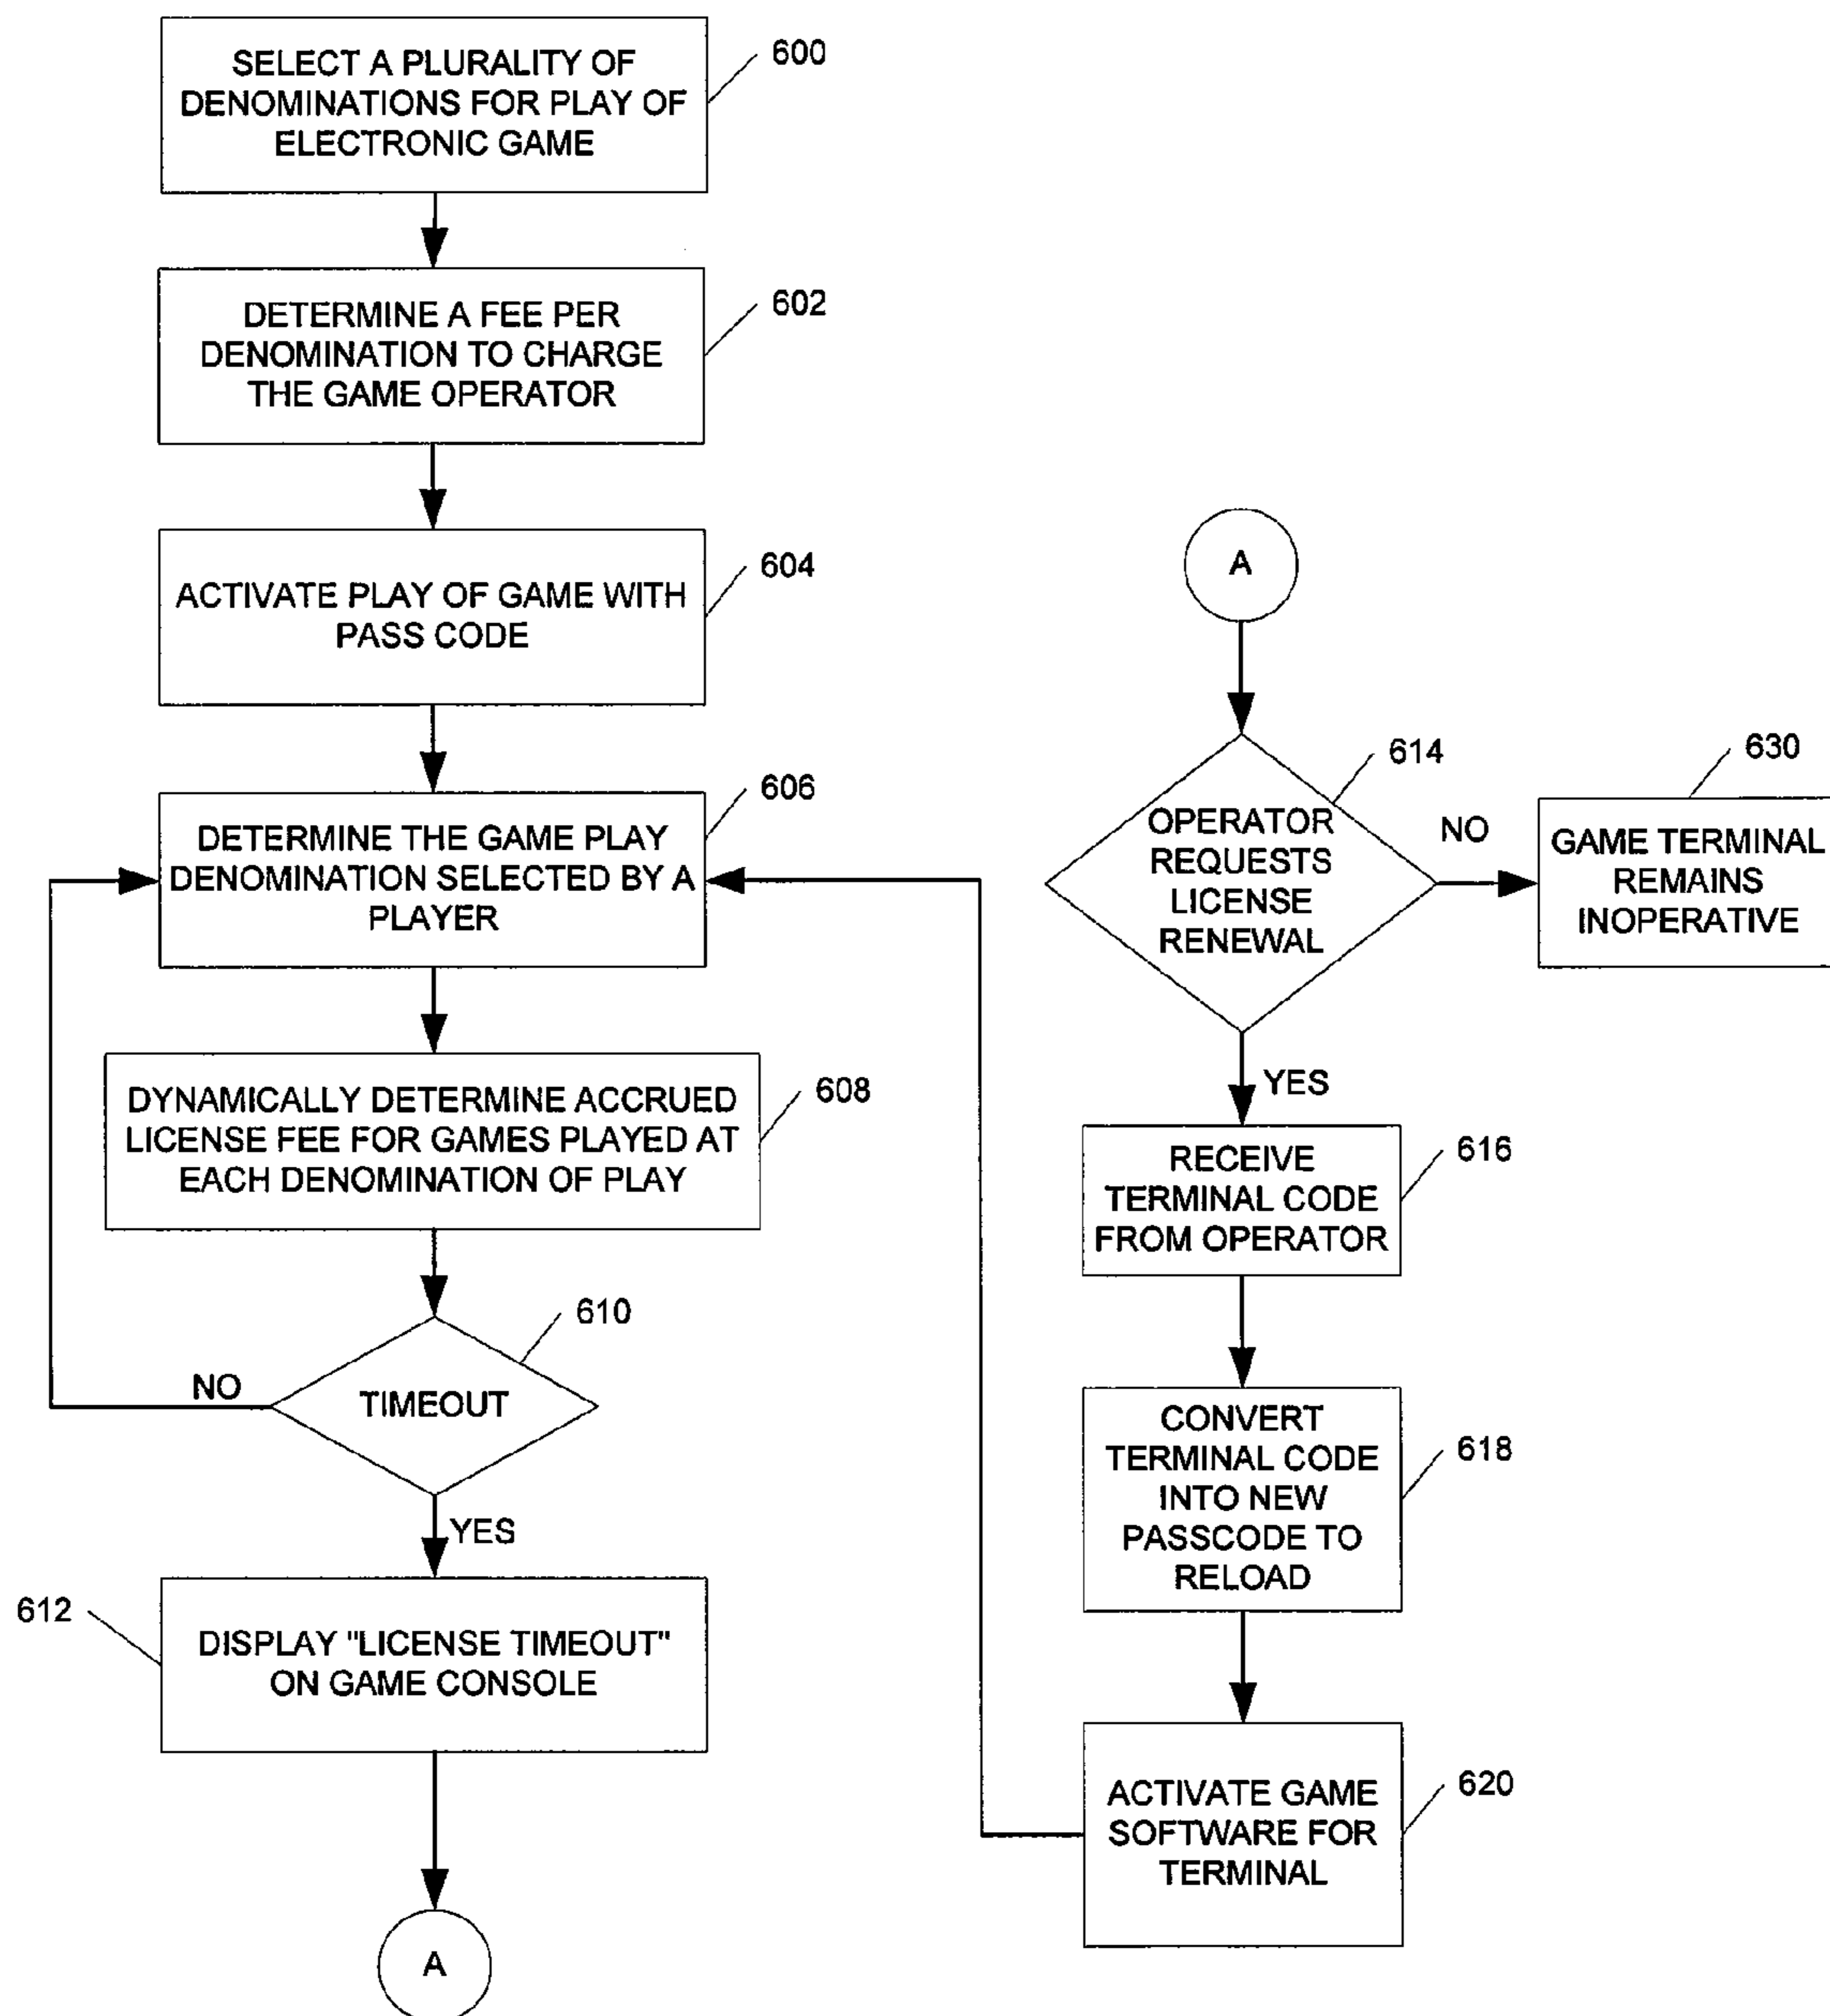 SELECT A PLURALITY OF
DENOMINATIONS FOR PLAY OF
ELECTRONIC GAME
600
DETERMINE A FEE PER
DENOMINATION TO CHARGE
THE GAME OPERATOR
602
ACTIVATE PLAY OF GAME WITH
PASS CODE
604
DETERMINE THE GAME PLAY
DENOMINATION SELECTED BY A
PLAYER
606
DYNAMICALLY DETERMINE ACCRUED
LICENSE FEE FOR GAMES PLAYED AT
EACH DENOMINATION OF PLAY
608
TIMEOUT
610
NO
YES
612
DISPLAY "LICENSE TIMEOUT"
ON GAME CONSOLE
A
A
OPERATOR
REQUESTS
LICENSE
RENEWAL
614
NO
630
GAME TERMINAL
REMAINS
INOPERATIVE
YES
RECEIVE
TERMINAL CODE
FROM OPERATOR
616
CONVERT
TERMINAL CODE
INTO NEW
PASSCODE TO
RELOAD
618
ACTIVATE GAME
SOFTWARE FOR
TERMINAL
620